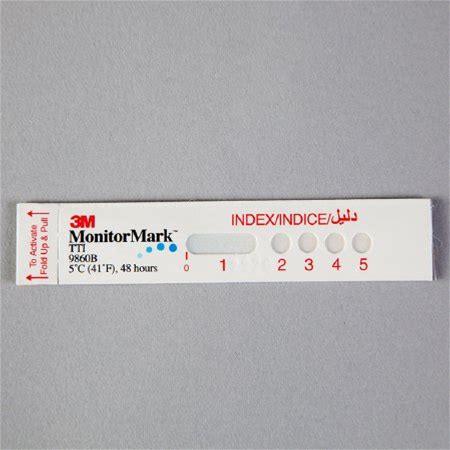 To Activate
Fold Up & Pull
3M
MonitorMark™
TTI
9860B
5°C (41°F), 48 hours
INDEX/INDICE/دليل
0 1 2 3 4 5